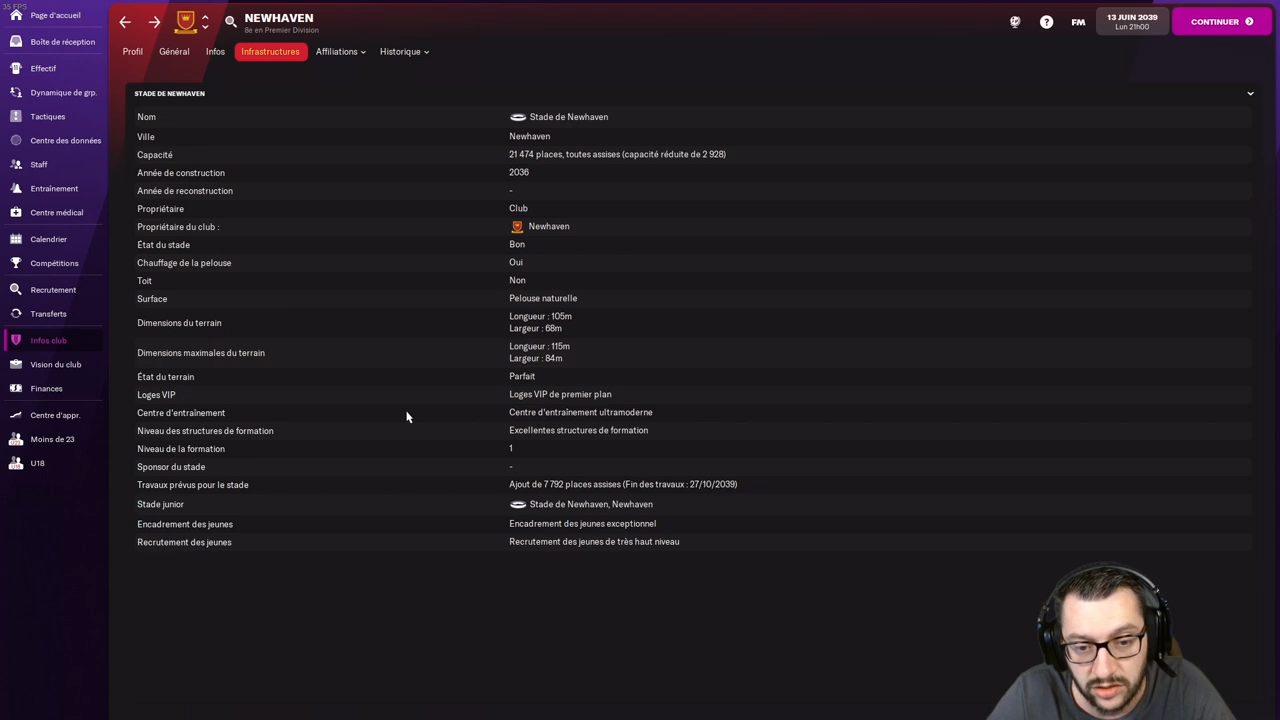 35 FPS
Page d'accueil
NEWHAVEN
8e en Premier Division
FM
13 JUIN 2039
Lun 21h00
CONTINUER
Boîte de réception
Profil
Général
Infos
Infrastructures
Affiliations
Historique
Effectif
Dynamique de grp.
Tactiques
Centre des données
Staff
Entraînement
Centre médical
Calendrier
Compétitions
Recrutement
Transferts
Infos club
Vision du club
Finances
Centre d'appr.
Moins de 23
U18
STADE DE NEWHAVEN
Nom Stade de Newhaven
Ville Newhaven
Capacité 21 474 places, toutes assises (capacité réduite de 2 928)
Année de construction 2036
Année de reconstruction -
Propriétaire Club
Propriétaire du club : Newhaven
État du stade Bon
Chauffage de la pelouse Oui
Toit Non
Surface Pelouse naturelle
Dimensions du terrain Longueur : 105m
Largeur : 68m
Dimensions maximales du terrain Longueur : 115m
Largeur : 84m
État du terrain Parfait
Loges VIP Loges VIP de premier plan
Centre d'entraînement Centre d'entraînement ultramoderne
Niveau des structures de formation Excellentes structures de formation
Niveau de la formation 1
Sponsor du stade -
Travaux prévus pour le stade Ajout de 7 792 places assises (Fin des travaux : 27/10/2039)
Stade junior Stade de Newhaven, Newhaven
Encadrement des jeunes Encadrement des jeunes exceptionnel
Recrutement des jeunes Recrutement des jeunes de très haut niveau